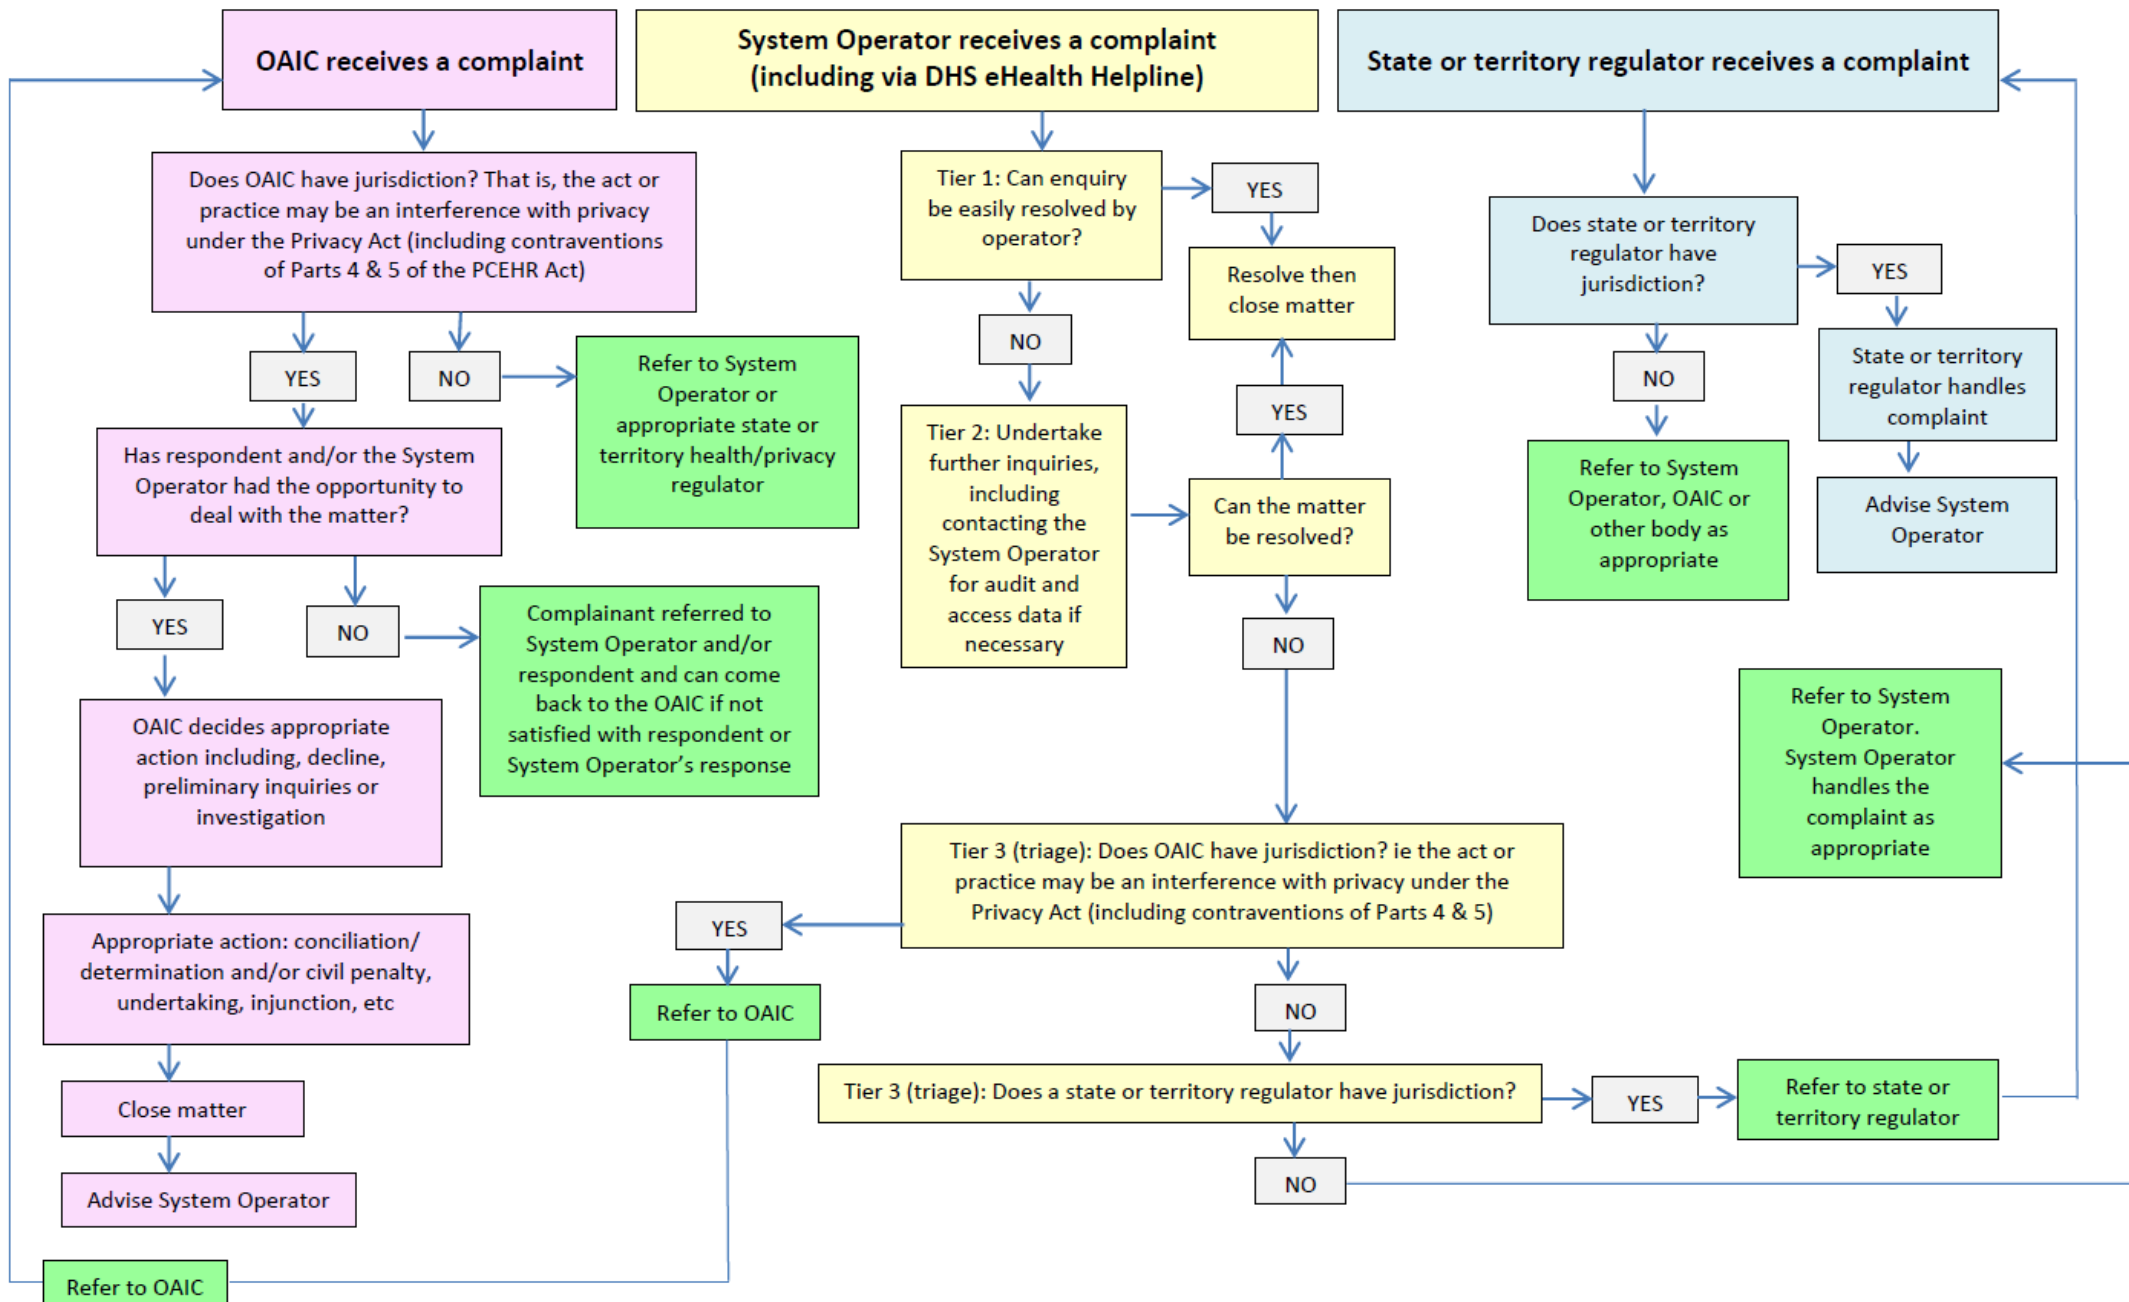 OAIC receives a complaint
Does OAIC have jurisdiction? That is, the act or
practice may be an interference with privacy
under the Privacy Act (including contraventions
of Parts 4 & 5 of the PCEHR Act)
YES
NO
Refer to System
Operator or
appropriate state or
territory health/privacy
regulator
Has respondent and/or the System
Operator had the opportunity to
deal with the matter?
YES
NO
Complainant referred to
System Operator and/or
respondent and can come
back to the OAIC if not
satisfied with respondent or
System Operator’s response
OAIC decides appropriate
action including, decline,
preliminary inquiries or
investigation
Appropriate action: conciliation/
determination and/or civil penalty,
undertaking, injunction, etc
Close matter
Advise System Operator
Refer to OAIC
System Operator receives a complaint
(including via DHS eHealth Helpline)
Tier 1: Can enquiry
be easily resolved by
operator?
YES
Resolve then
close matter
NO
YES
Tier 2: Undertake
further inquiries,
including
contacting the
System Operator
for audit and
access data if
necessary
Can the matter
be resolved?
NO
Tier 3 (triage): Does OAIC have jurisdiction? ie the act or
practice may be an interference with privacy under the
Privacy Act (including contraventions of Parts 4 & 5)
YES
Refer to OAIC
NO
Tier 3 (triage): Does a state or territory regulator have jurisdiction?
YES
Refer to state or
territory regulator
NO
State or territory regulator receives a complaint
Does state or territory
regulator have
jurisdiction?
YES
State or territory
regulator handles
complaint
Advise System
Operator
NO
Refer to System
Operator, OAIC or
other body as
appropriate
Refer to System
Operator.
System Operator
handles the
complaint as
appropriate